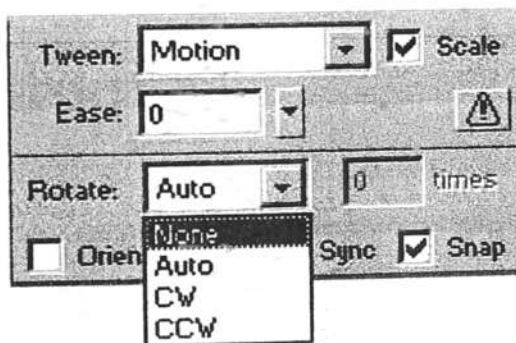 Tween: Motion Scale
Ease: 0
Rotate: Auto 0 times
None
Orien Sync Snap
Auto
CW
CCW